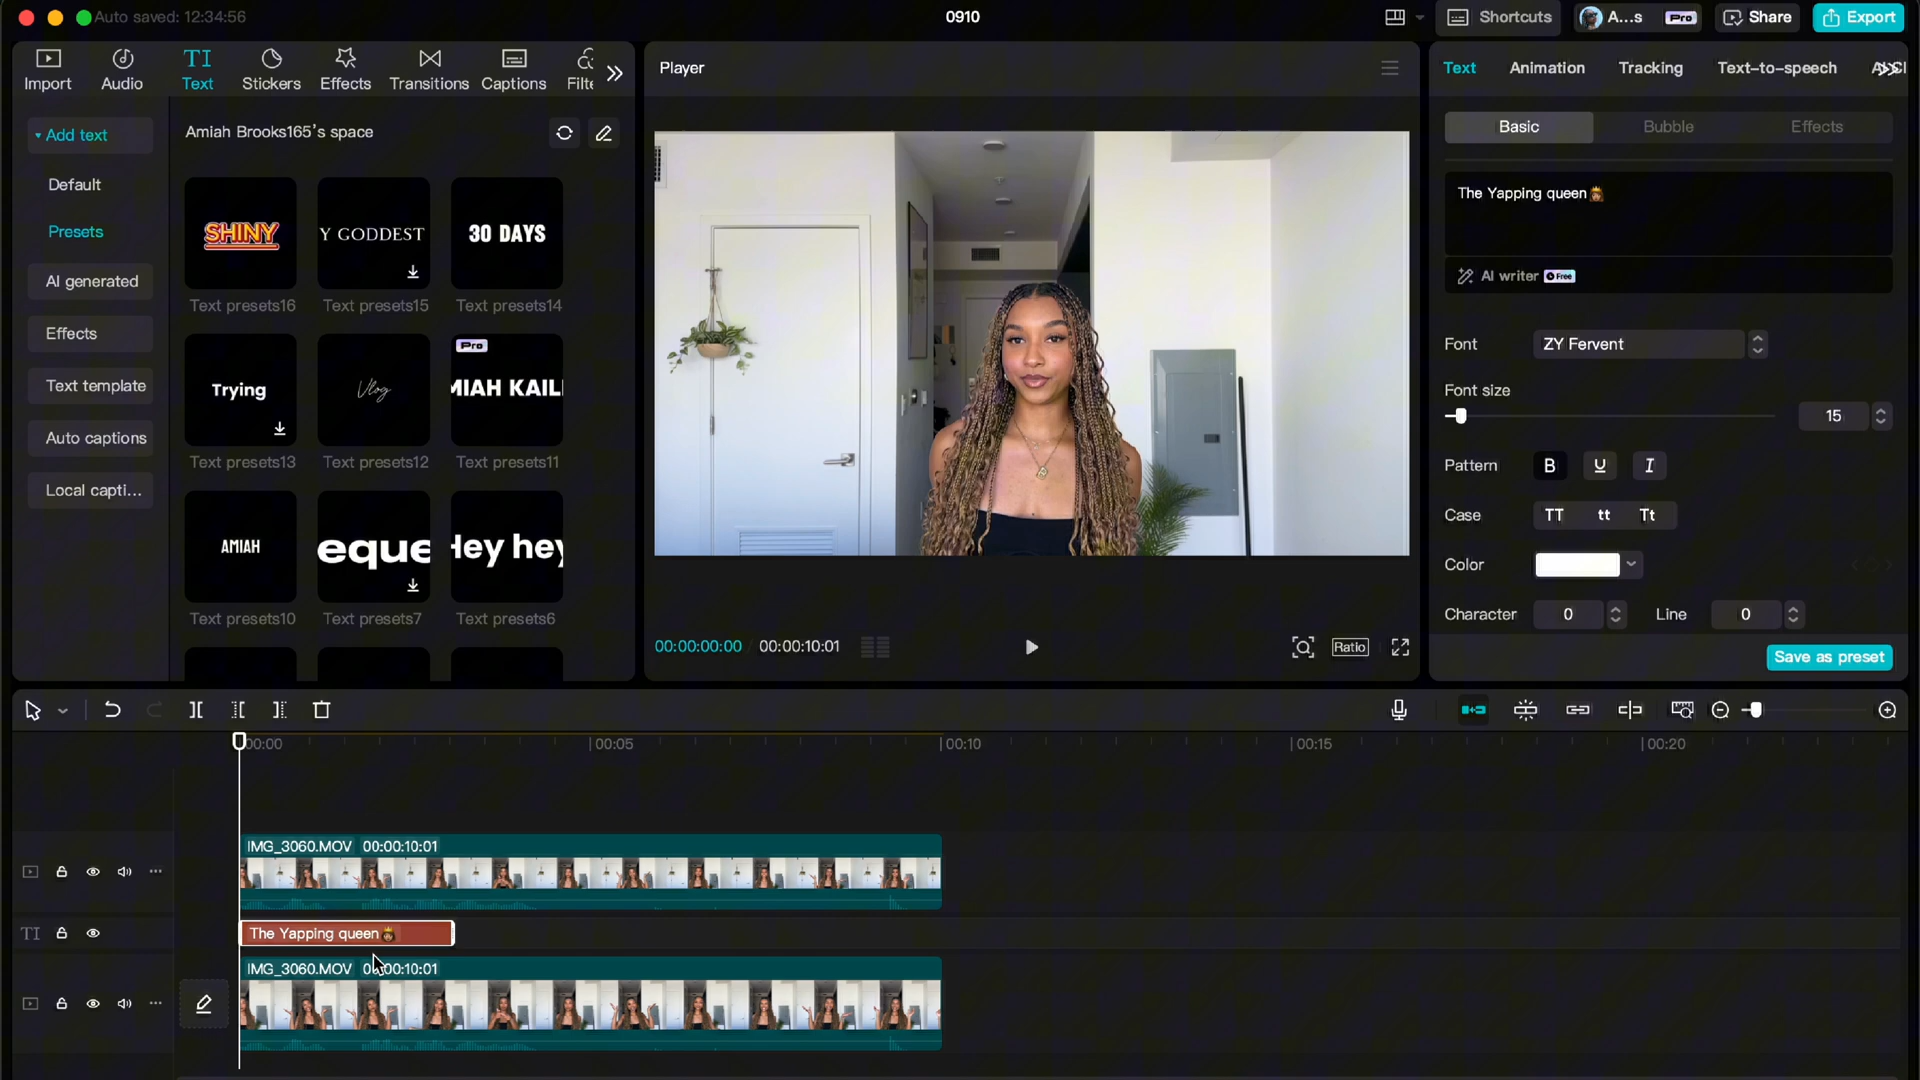 Auto saved: 12:34:56
0910
Shortcuts
A...s
Pro
Share
Export
Import
Audio
TI
Text
Stickers
Effects
Transitions
Captions
Player
Text
Animation
Tracking
Text-to-speech
Add text
Default
Presets
AI generated
Effects
Text template
Auto captions
Local capti...
Amiah Brooks165's space
SHINY
Y GODDEST
30 DAYS
Text presets16
Text presets15
Text presets14
Trying
Vlog
Pro
MIAH KAIL
Text presets13
Text presets12
Text presets11
AMIAH
eque
Hey hey
Text presets10
Text presets7
Text presets6
00:00:00:00 / 00:00:10:01
Ratio
Basic
Bubble
Effects
The Yapping queen👸🏽
AI writer
Free
Font
ZY Fervent
Font size
15
Pattern
B
U
I
Case
TT
tt
Tt
Color
Character
0
Line
0
Save as preset
00:00
00:05
00:10
00:15
00:20
IMG_3060.MOV 00:00:10:01
TI
The Yapping queen👸🏽
IMG_3060.MOV 00:00:10:01